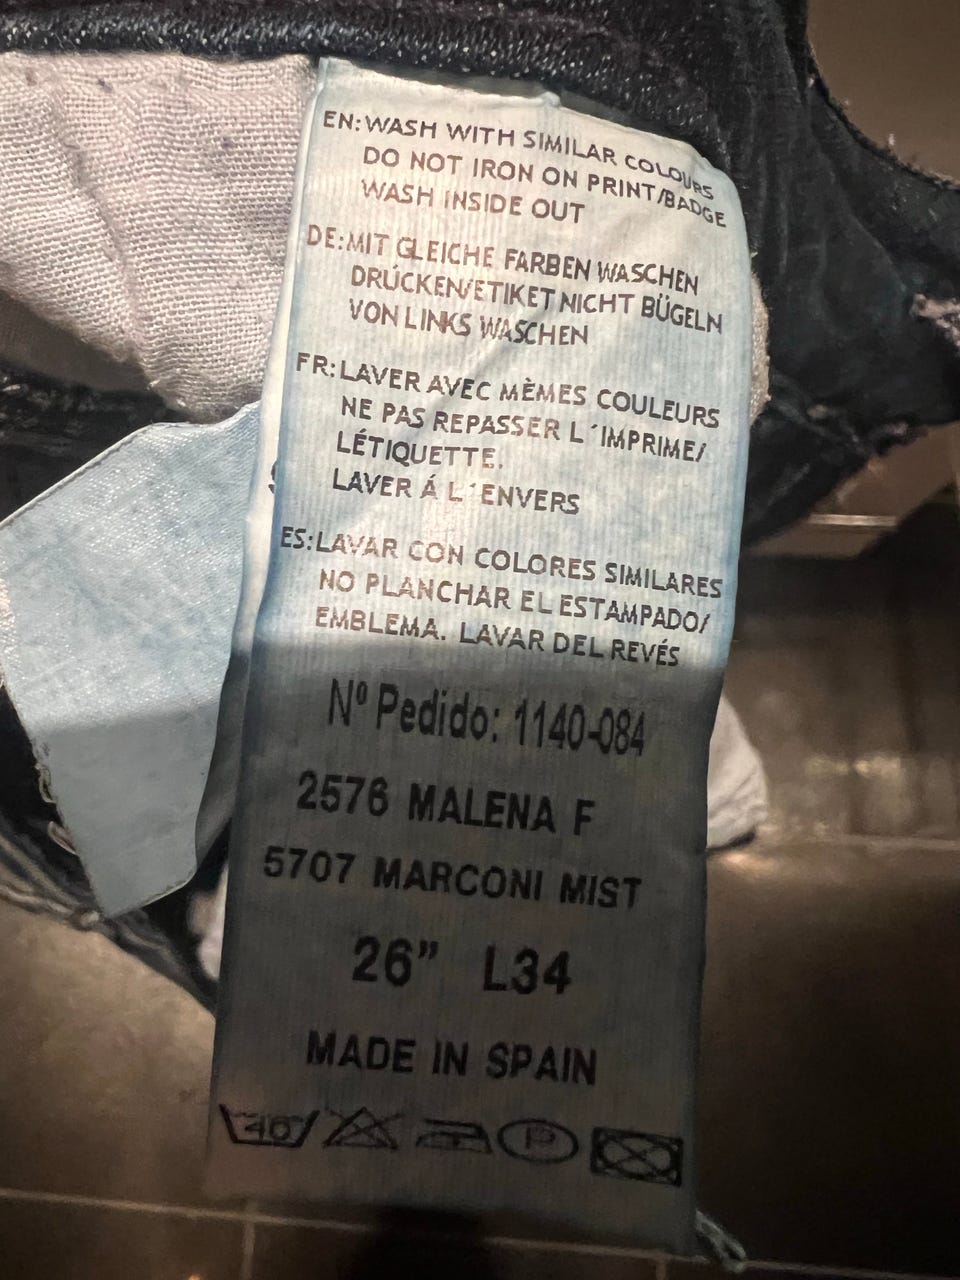 EN:WASH WITH SIMILAR COLOURS
DO NOT IRON ON PRINT/BADGE
WASH INSIDE OUT
DE:MIT GLEICHE FARBEN WASCHEN
DRÚCKEN/ETIKET NICHT BÜGELN
VON LINKS WASCHEN
FR:LAVER AVEC MÈMES COULEURS
NE PAS REPASSER L´IMPRIME/
LÉTIQUETTE.
LAVER Á L´ENVERS
ES:LAVAR CON COLORES SIMILARES
NO PLANCHAR EL ESTAMPADO/
EMBLEMA. LAVAR DEL REVÉS
Nº Pedido: 1140-084
2576 MALENA F
5707 MARCONI MIST
26” L34
MADE IN SPAIN
40 P